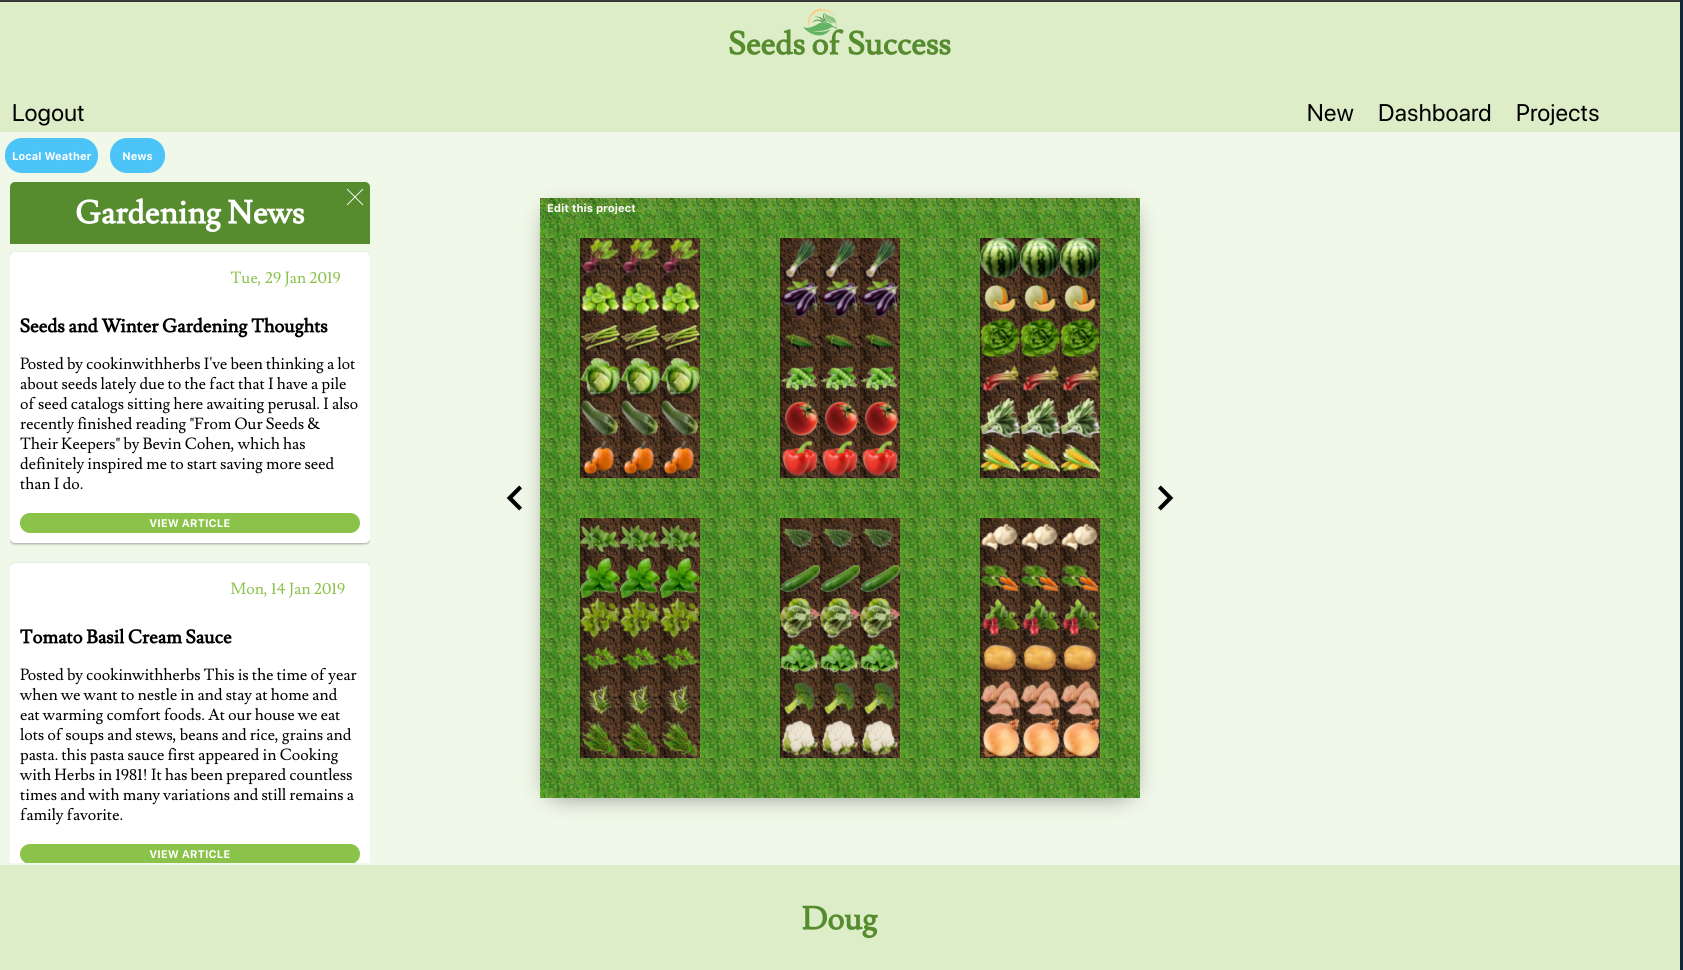 Seeds of Success
Logout
New Dashboard Projects
Local Weather News
Gardening News
Tue, 29 Jan 2019
Seeds and Winter Gardening Thoughts
Posted by cookinwithherbs I've been thinking a lot
about seeds lately due to the fact that I have a pile
of seed catalogs sitting here awaiting perusal. I also
recently finished reading "From Our Seeds &
Their Keepers" by Bevin Cohen, which has
definitely inspired me to start saving more seed
than I do.
VIEW ARTICLE
Mon, 14 Jan 2019
Tomato Basil Cream Sauce
Posted by cookinwithherbs This is the time of year
when we want to nestle in and stay at home and
eat warming comfort foods. At our house we eat
lots of soups and stews, beans and rice, grains and
pasta. this pasta sauce first appeared in Cooking
with Herbs in 1981! It has been prepared countless
times and with many variations and still remains a
family favorite.
VIEW ARTICLE
Edit this project
Doug